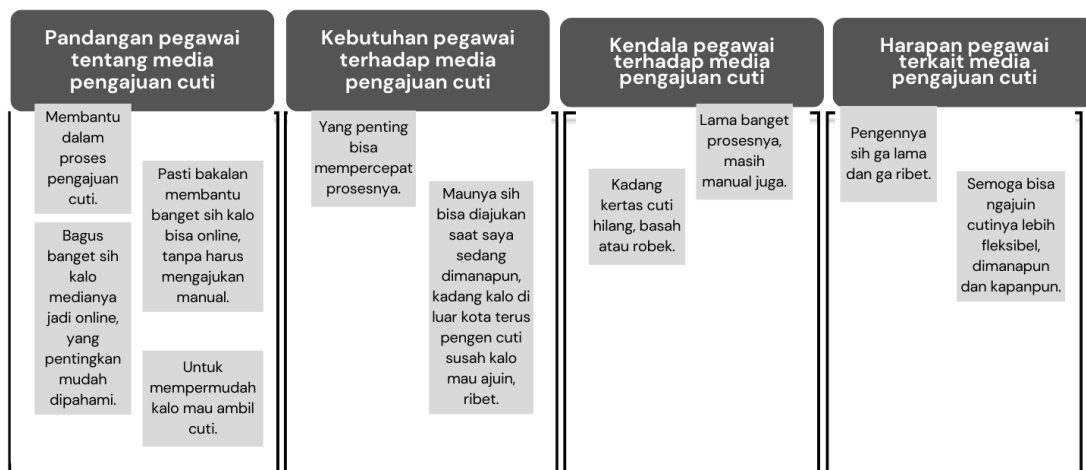 Pandangan pegawai
tentang media
pengajuan cuti
Membantu
dalam
proses
pengajuan
cuti.
Pasti bakalan
membantu
banget sih kalo
bisa online,
tanpa harus
mengajukan
manual.
Bagus
banget sih
kalo
medianya
jadi online,
yang
pentingkan
mudah
dipahami.
Untuk
mempermudah
kalo mau ambil
cuti.
Kebutuhan pegawai
terhadap media
pengajuan cuti
Yang penting
bisa
mempercepat
prosesnya.
Maunya sih
bisa diajukan
saat saya
sedang
dimanapun,
kadang kalo di
luar kota terus
pengen cuti
susah kalo
mau ajuin,
ribet.
Kendala pegawai
terhadap media
pengajuan cuti
Lama banget
prosesnya,
masih
manual juga.
Kadang
kertas cuti
hilang, basah
atau robek.
Harapan pegawai
terkait media
pengajuan cuti
Pengennya
sih ga lama
dan ga ribet.
Semoga bisa
ngajuin
cutinya lebih
fleksibel,
dimanapun
dan kapanpun.